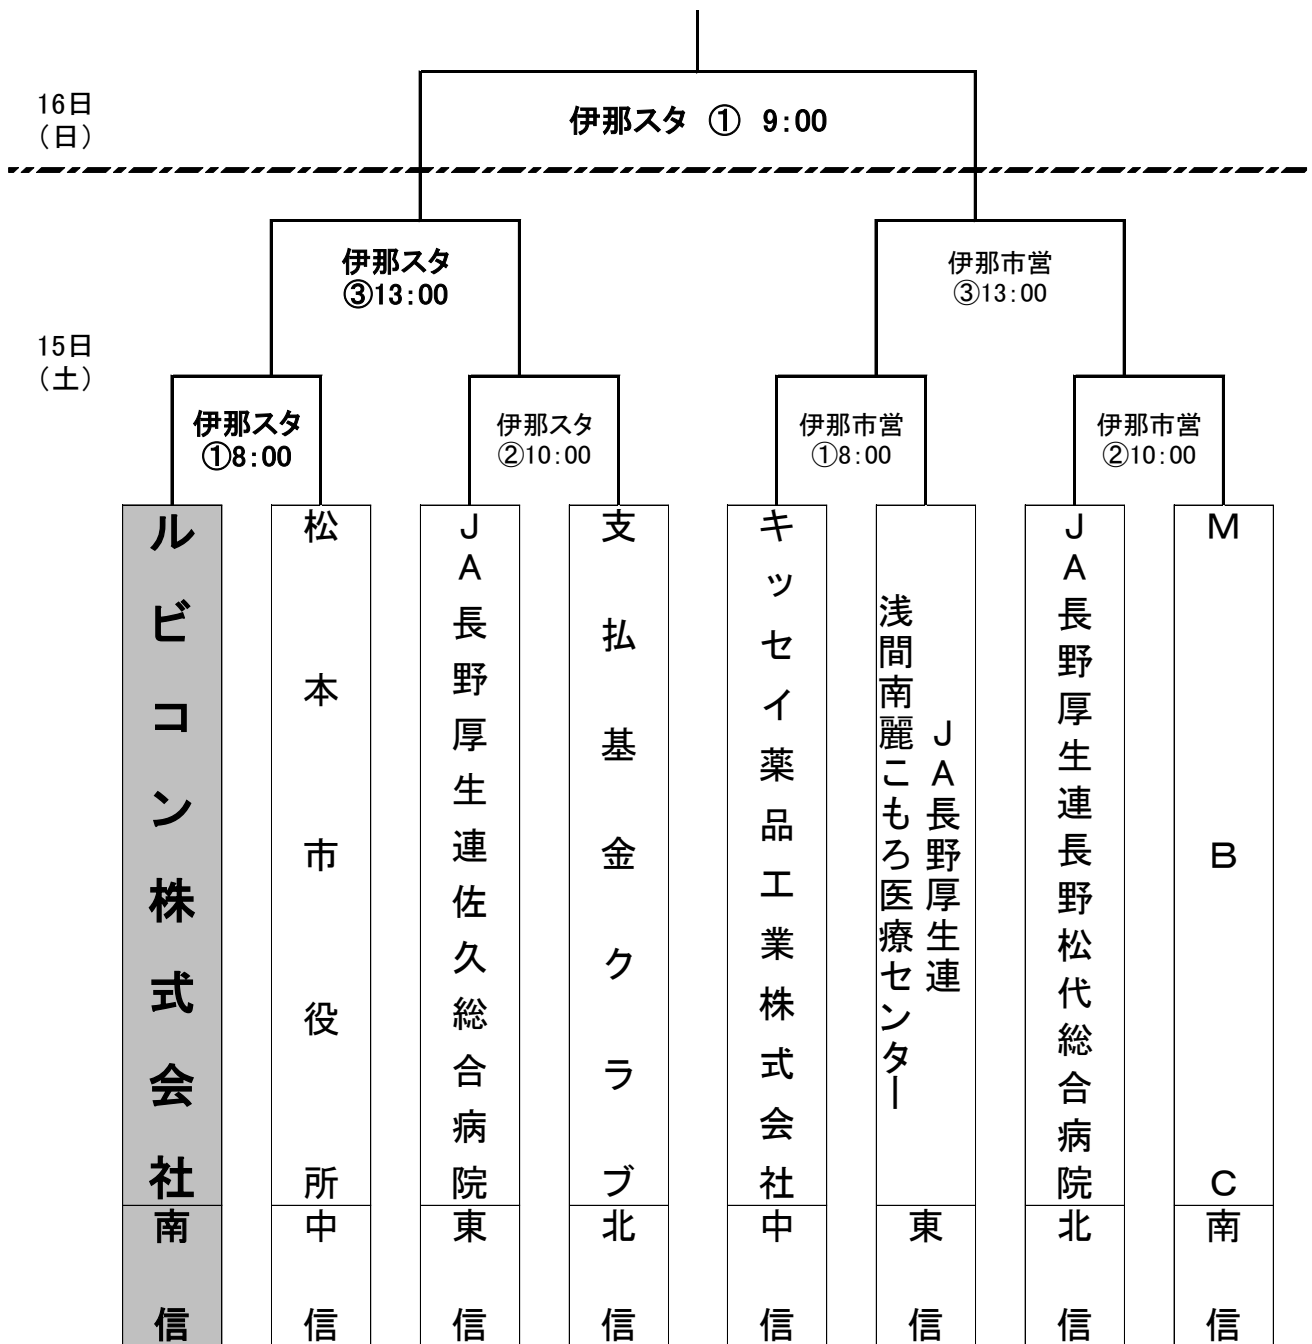 16日
（日）
伊那スタ ① 9:00
伊那スタ
③13:00
伊那市営
③13:00
15日
（土）
伊那スタ
①8:00
伊那スタ
②10:00
伊那市営
①8:00
伊那市営
②10:00
ルビコン株式会社
南信
松本市役所
中信
JA長野厚生連佐久総合病院
東信
支払基金クラブ
北信
キッセイ薬品工業株式会社
中信
JA長野厚生連
浅間南麗こもろ医療センター
東信
JA長野厚生連長野松代総合病院
北信
MBC
南信